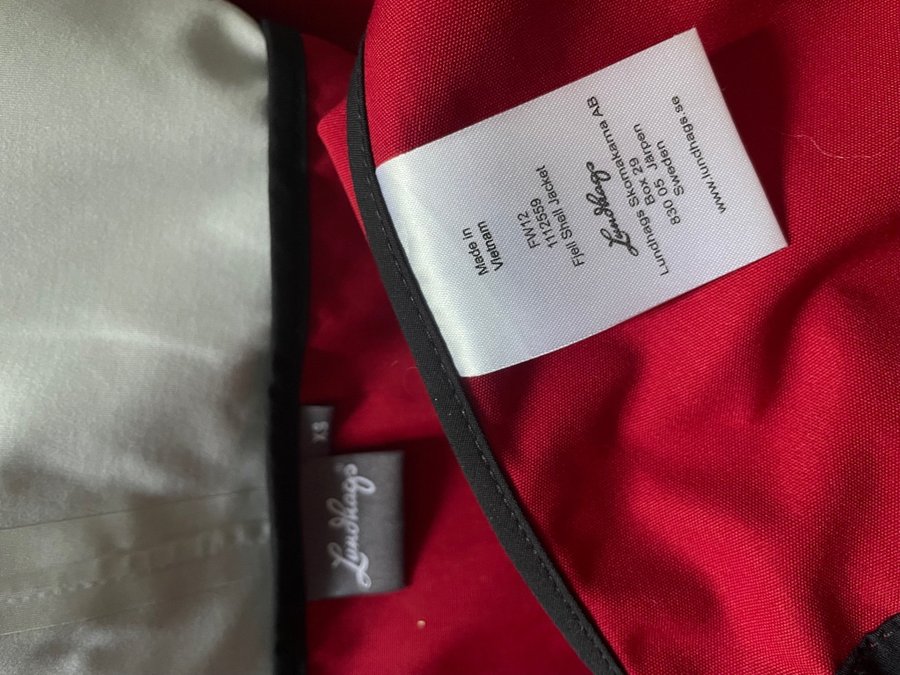 Made in
Vietnam
FW12
1112559
Fjell Shell Jacket
Lundhags
Lundhags Skomakarna AB
Box 29
830 05 Järpen
Sweden
www.lundhags.se
XS
Lundhags